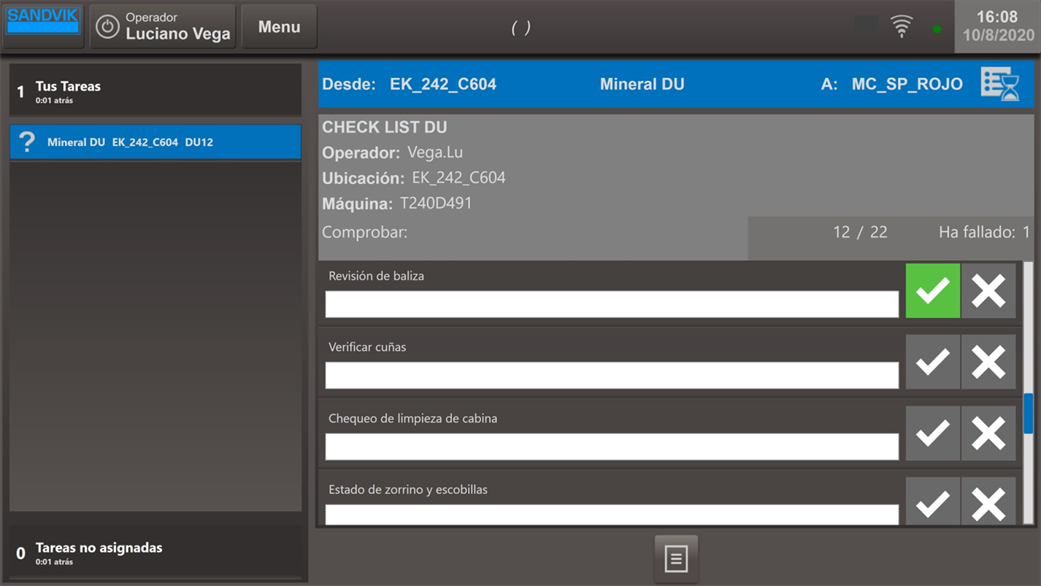 SANDVIK
Operador
Luciano Vega
Menu
( )
16:08
10/8/2020
1 Tus Tareas
0:01 atrás
? Mineral DU EK_242_C604 DU12
0 Tareas no asignadas
0:01 atrás
Desde: EK_242_C604 Mineral DU A: MC_SP_ROJO
CHECK LIST DU
Operador: Vega.Lu
Ubicación: EK_242_C604
Máquina: T240D491
Comprobar: 12 / 22 Ha fallado: 1
Revisión de baliza
Verificar cuñas
Chequeo de limpieza de cabina
Estado de zorrino y escobillas